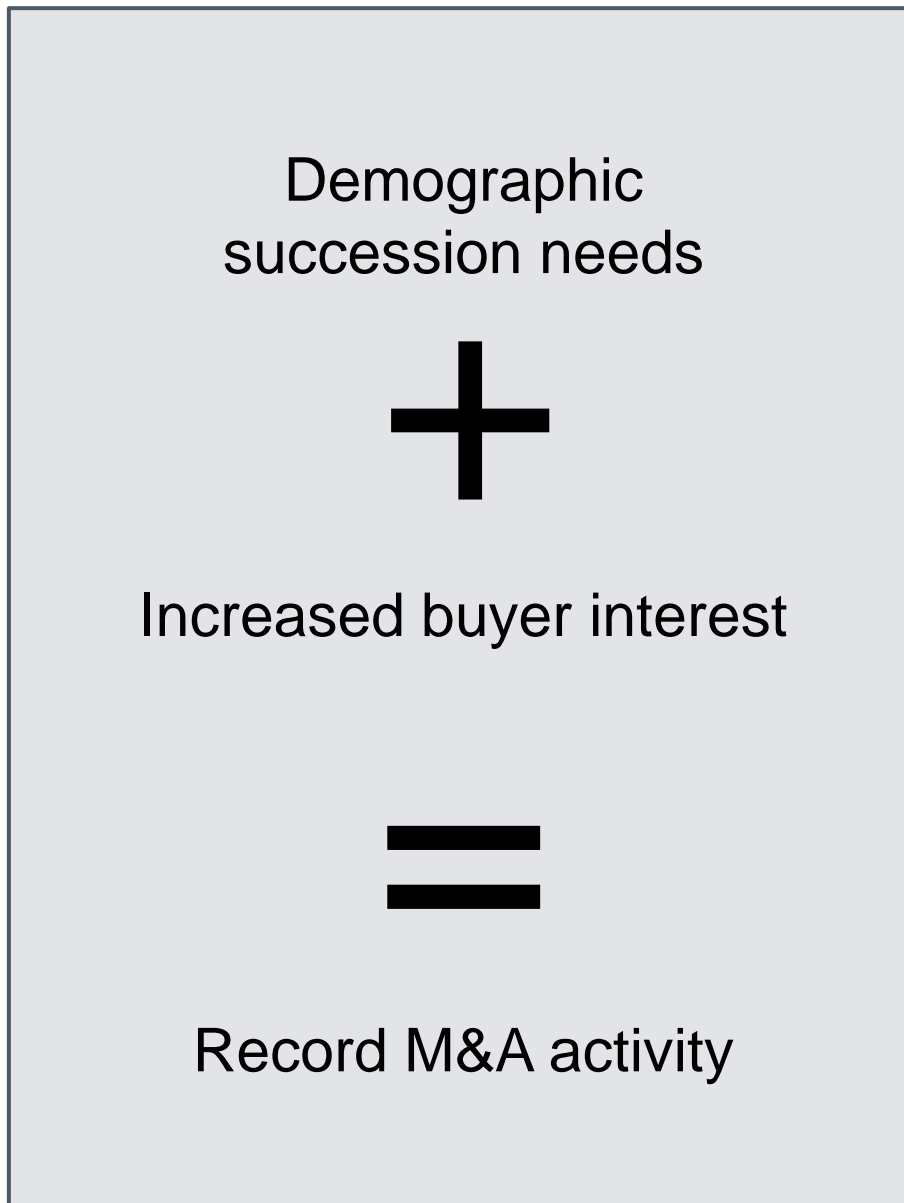 Demographic
succession needs
+
Increased buyer interest
=
Record M&A activity